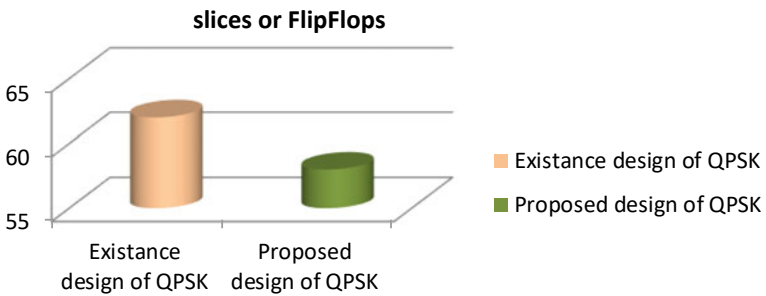 slices or FlipFlops
65
60
55
Existance
design of QPSK
Proposed
design of QPSK
Existance design of QPSK
Proposed design of QPSK